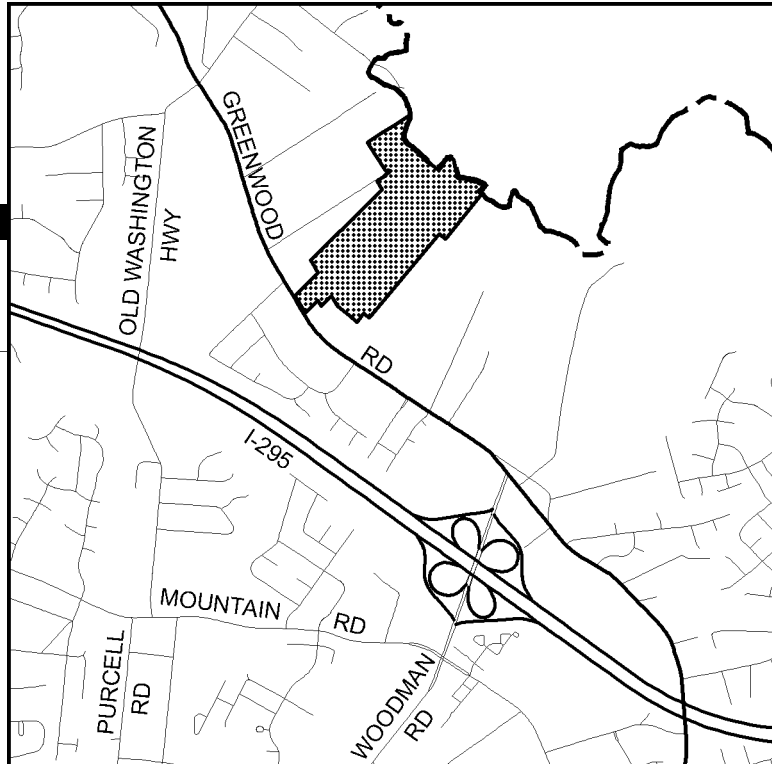 GREENWOOD
RD
OLD WASHINGTON
HWY
I-295
MOUNTAIN
RD
PURCELL
RD
WOODMAN
RD